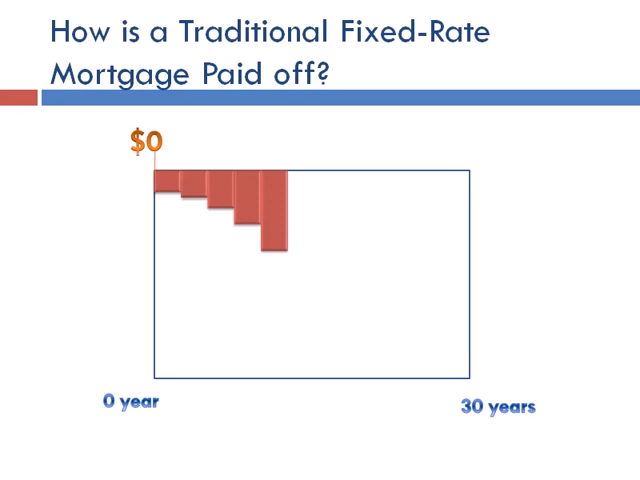 How is a Traditional Fixed-Rate
Mortgage Paid off?
$0
0 year
30 years